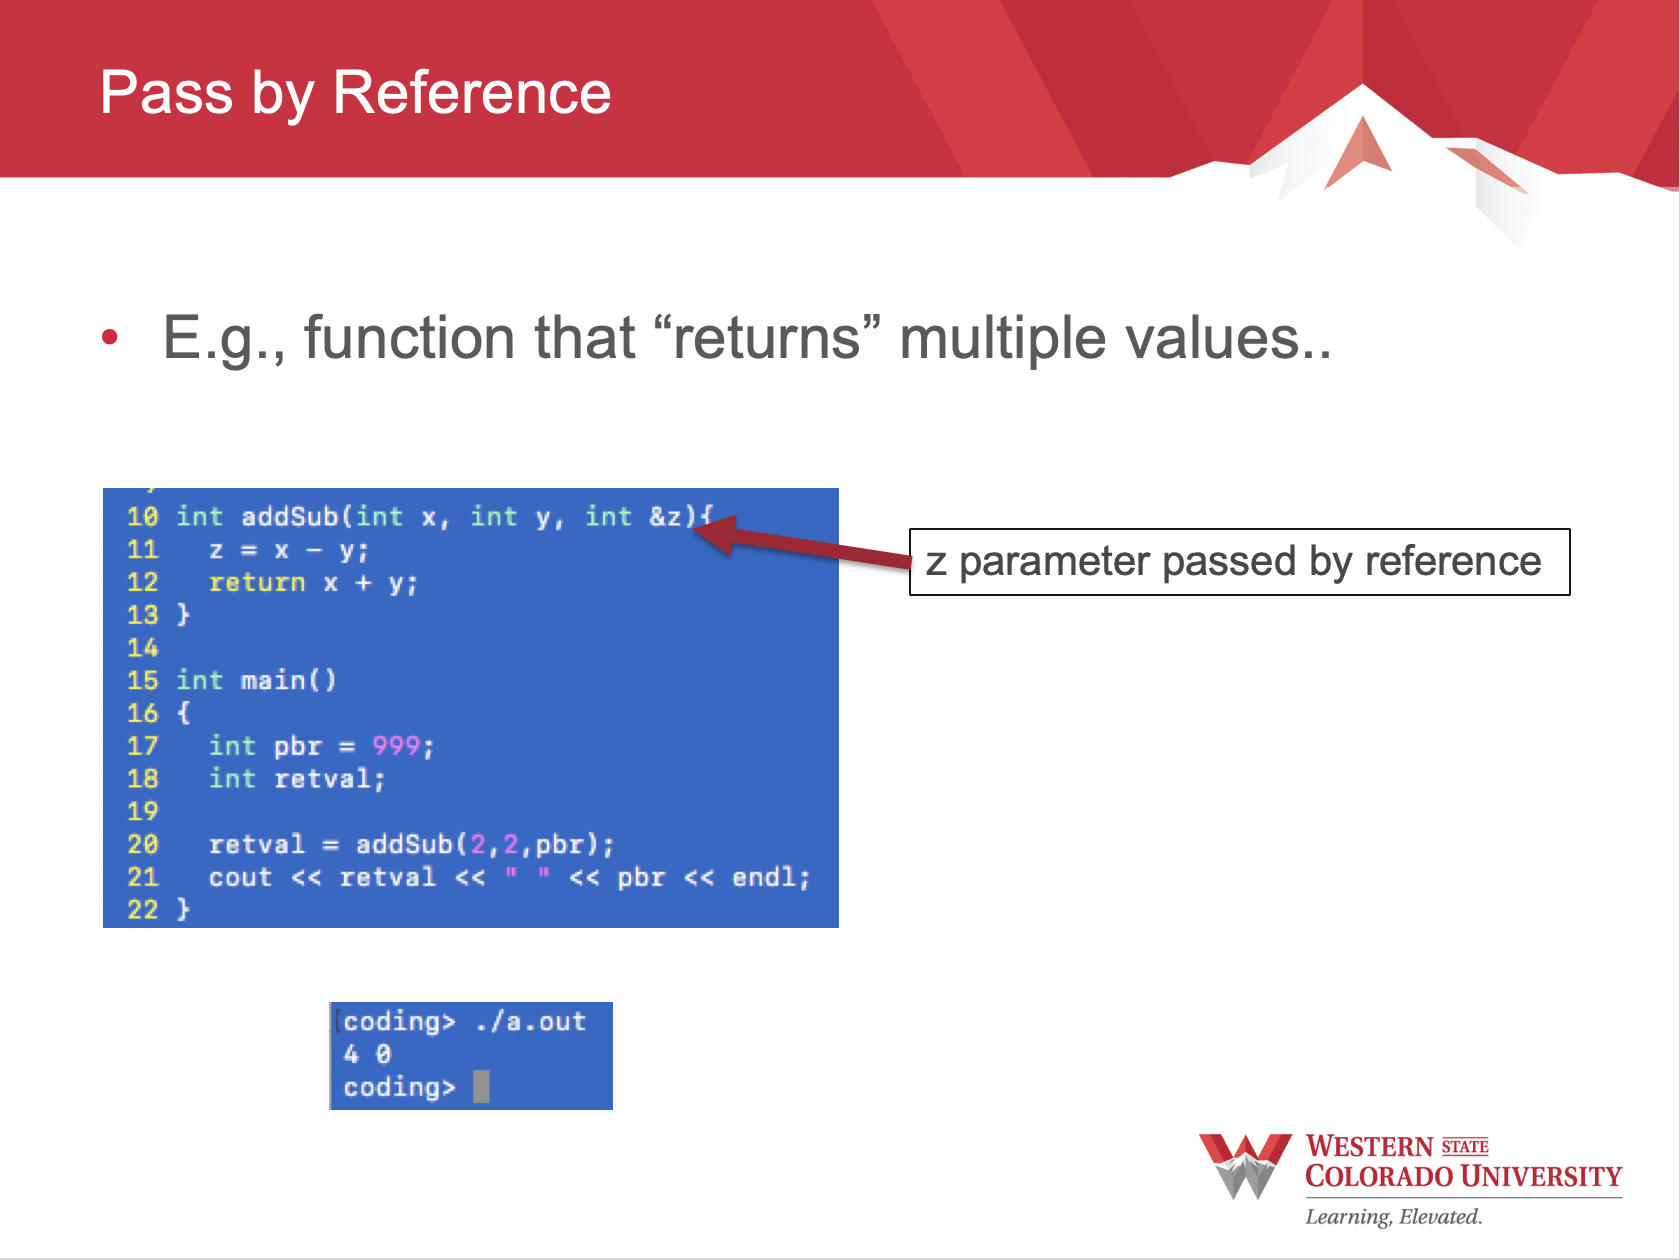 Pass by Reference
• E.g., function that “returns” multiple values..
10 int addSub(int x, int y, int &z){
11   z = x - y;
12   return x + y;
13 }
14
15 int main()
16 {
17   int pbr = 999;
18   int retval;
19
20   retval = addSub(2,2,pbr);
21   cout << retval << " " << pbr << endl;
22 }
z parameter passed by reference
[coding> ./a.out
4 0
coding>
WESTERN STATE
COLORADO UNIVERSITY
Learning, Elevated.